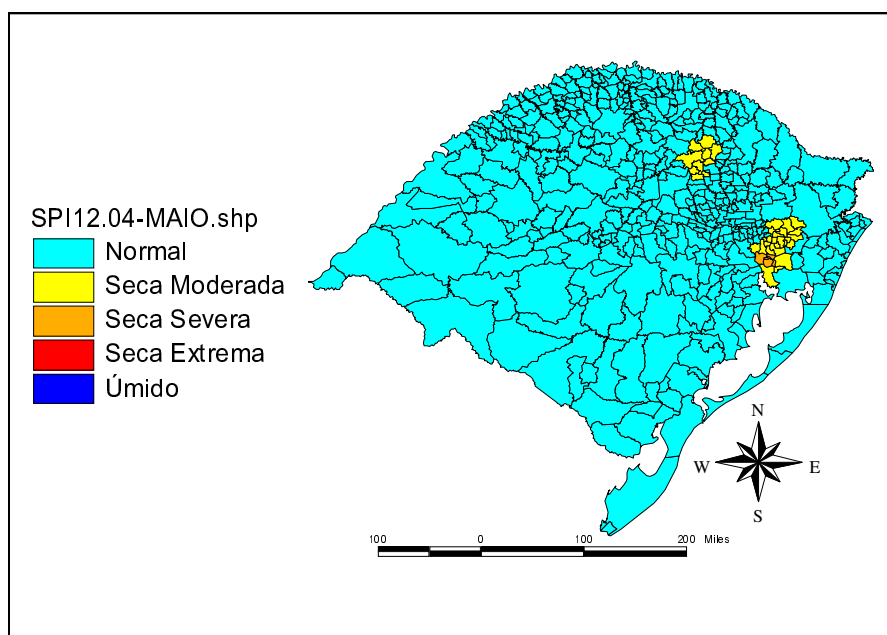 SPI12.04-MAIO.shp
Normal
Seca Moderada
Seca Severa
Seca Extrema
Úmido
N
W E
S
100 0 100 200 Miles